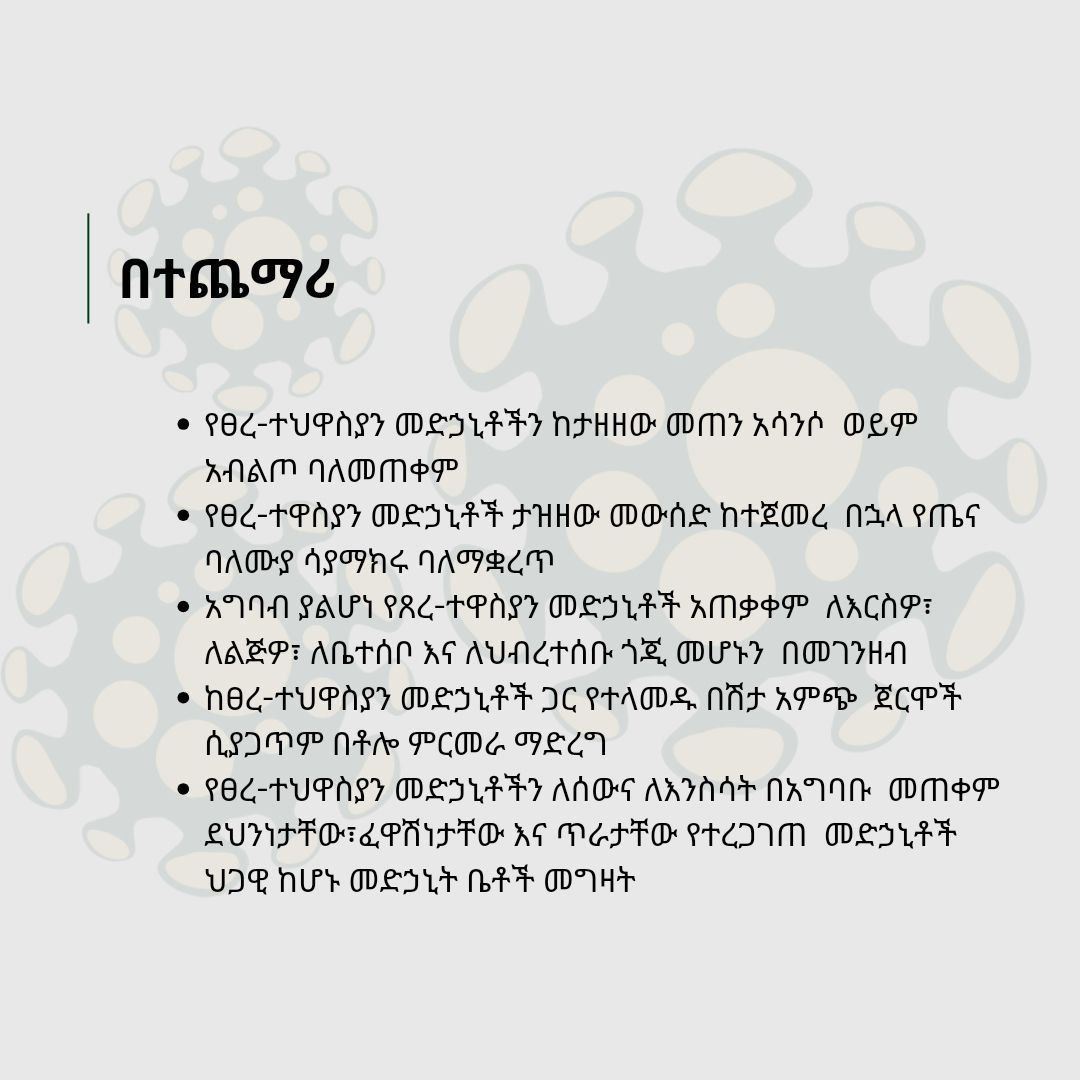 በተጨማሪ
• የፀረ-ተህዋስያን መድኃኒቶችን ከታዘዘው መጠን አሳንሶ ወይም
አብልጦ ባለመጠቀም
• የፀረ-ተዋስያን መድኃኒቶች ታዝዘው መውሰድ ከተጀመረ በኋላ የጤና
ባለሙያ ሳያማክሩ ባለማቋረጥ
• አግባብ ያልሆነ የጸረ-ተዋስያን መድኃኒቶች አጠቃቀም ለእርስዎ፣
ለልጅዎ፣ ለቤተሰቦ እና ለህብረተሰቡ ጎጂ መሆኑን በመገንዘብ
• ከፀረ-ተህዋስያን መድኃኒቶች ጋር የተላመዱ በሽታ አምጭ ጀርሞች
ሲያጋጥም በቶሎ ምርመራ ማድረግ
• የፀረ-ተህዋስያን መድኃኒቶችን ለሰውና ለእንስሳት በአግባቡ መጠቀም
ደህንነታቸው፣ፈዋሽነታቸው እና ጥራታቸው የተረጋገጠ መድኃኒቶች
ህጋዊ ከሆኑ መድኃኒት ቤቶች መግዛት